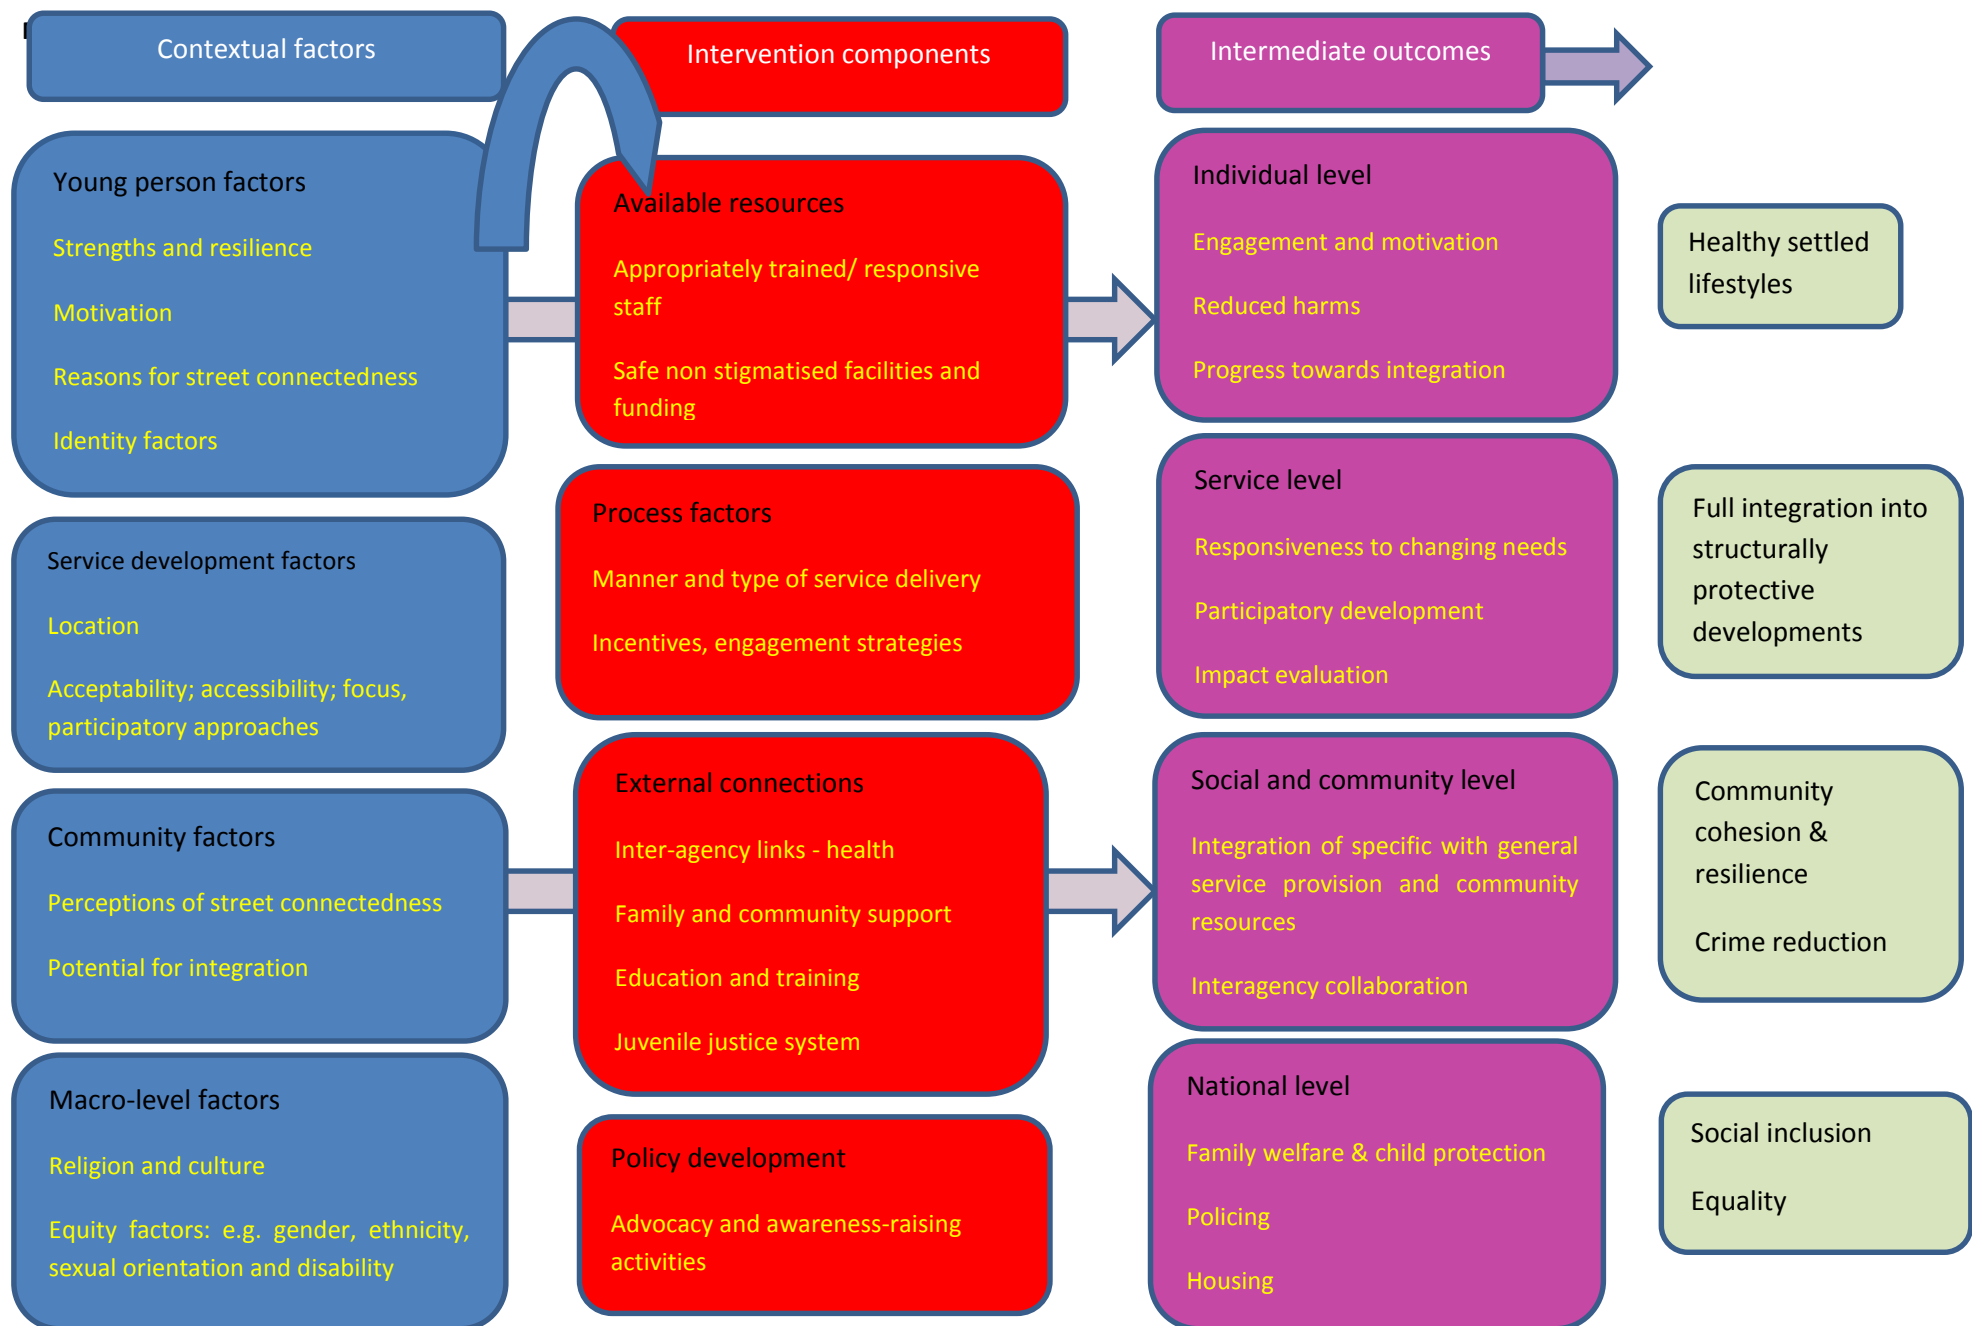 Contextual factors
Intervention components
Intermediate outcomes
Young person factors
Strengths and resilience
Motivation
Reasons for street connectedness
Identity factors
Service development factors
Location
Acceptability; accessibility; focus,
participatory approaches
Community factors
Perceptions of street connectedness
Potential for integration
Macro-level factors
Religion and culture
Equity factors: e.g. gender, ethnicity,
sexual orientation and disability
Available resources
Appropriately trained/ responsive
staff
Safe non stigmatised facilities and
funding
Process factors
Manner and type of service delivery
Incentives, engagement strategies
External connections
Inter-agency links - health
Family and community support
Education and training
Juvenile justice system
Policy development
Advocacy and awareness-raising
activities
Individual level
Engagement and motivation
Reduced harms
Progress towards integration
Service level
Responsiveness to changing needs
Participatory development
Impact evaluation
Social and community level
Integration of specific with general
service provision and community
resources
Interagency collaboration
National level
Family welfare & child protection
Policing
Housing
Healthy settled
lifestyles
Full integration into
structurally
protective
developments
Community
cohesion &
resilience
Crime reduction
Social inclusion
Equality